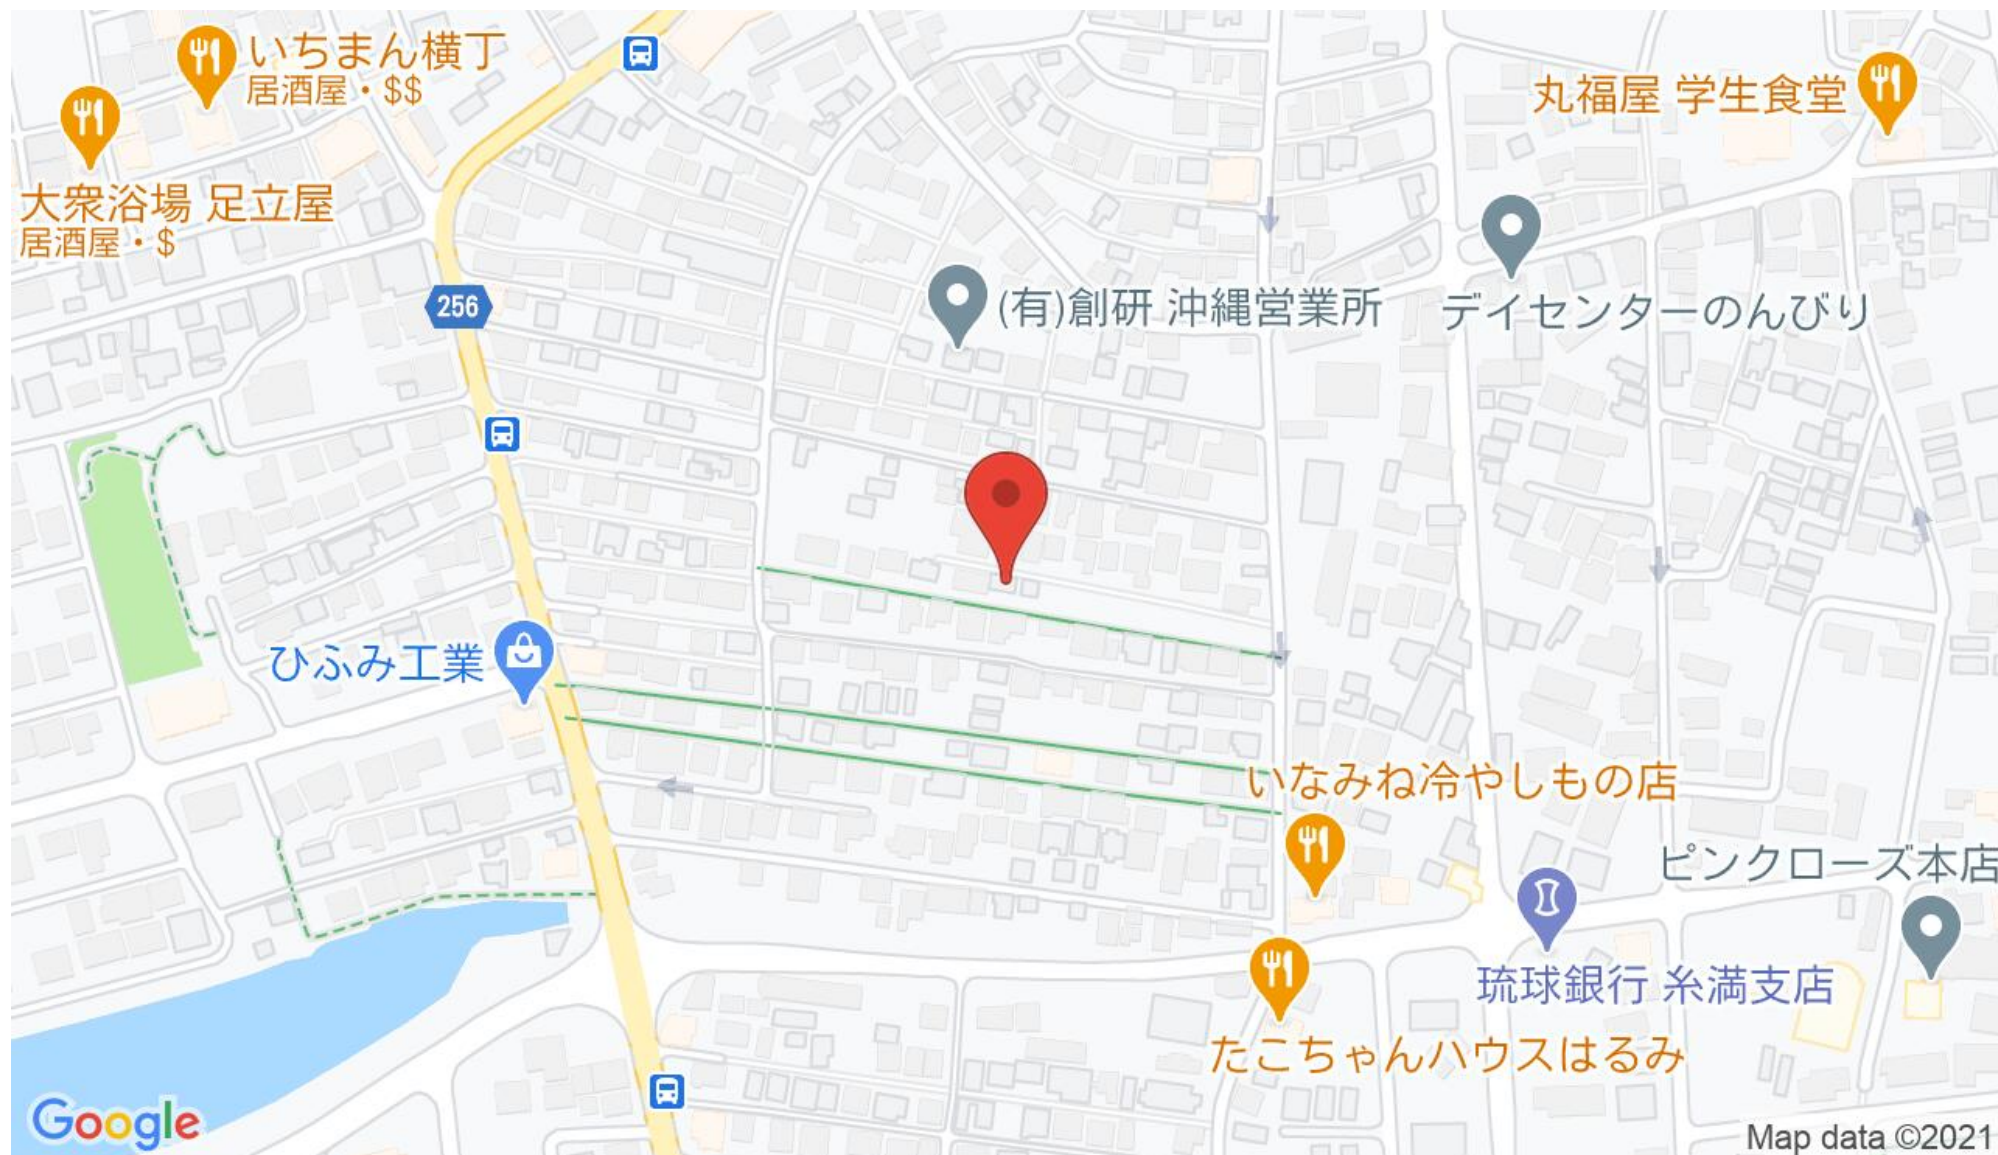 いちまん横丁
居酒屋・$$
丸福屋 学生食堂
大衆浴場 足立屋
居酒屋・$
256
(有)創研 沖縄営業所
デイセンターのんびり
ひふみ工業
いなみね冷やしもの店
ピンクローズ本店
琉球銀行 糸満支店
たこちゃんハウスはるみ
Google
Map data ©2021